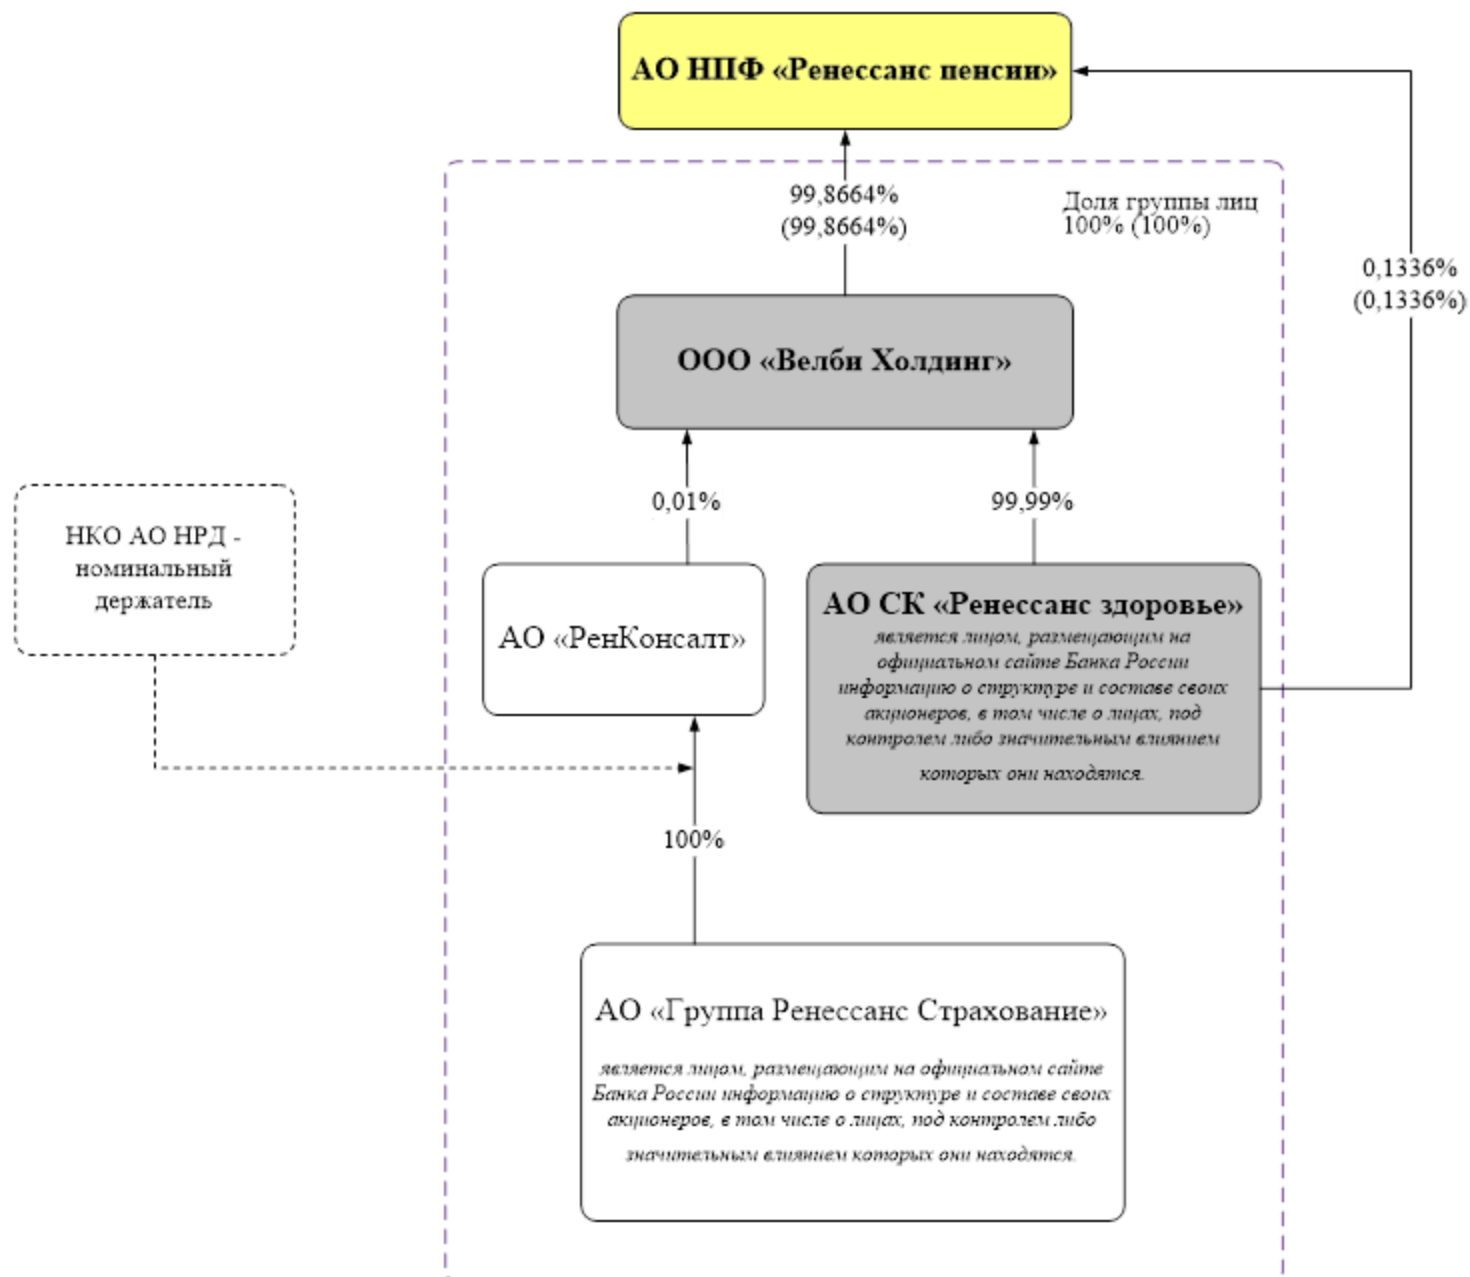 АО НПФ «Ренессанс пенсии»
99,8664%
(99,8664%)
Доля группы лиц
100% (100%)
0,1336%
(0,1336%)
ООО «Велби Холдинг»
0,01%
99,99%
НКО АО НРД -
номинальный
держатель
АО «РенКонсалт»
АО СК «Ренессанс здоровье»
является лицом, размещающим на
официальном сайте Банка России
информацию о структуре и составе своих
акционеров, в том числе о лицах, под
контролем либо значительным влиянием
которых они находятся.
100%
АО «Группа Ренессанс Страхование»
является лицом, размещающим на официальном сайте
Банка России информацию о структуре и составе своих
акционеров, в том числе о лицах, под контролем либо
значительным влиянием которых они находятся.